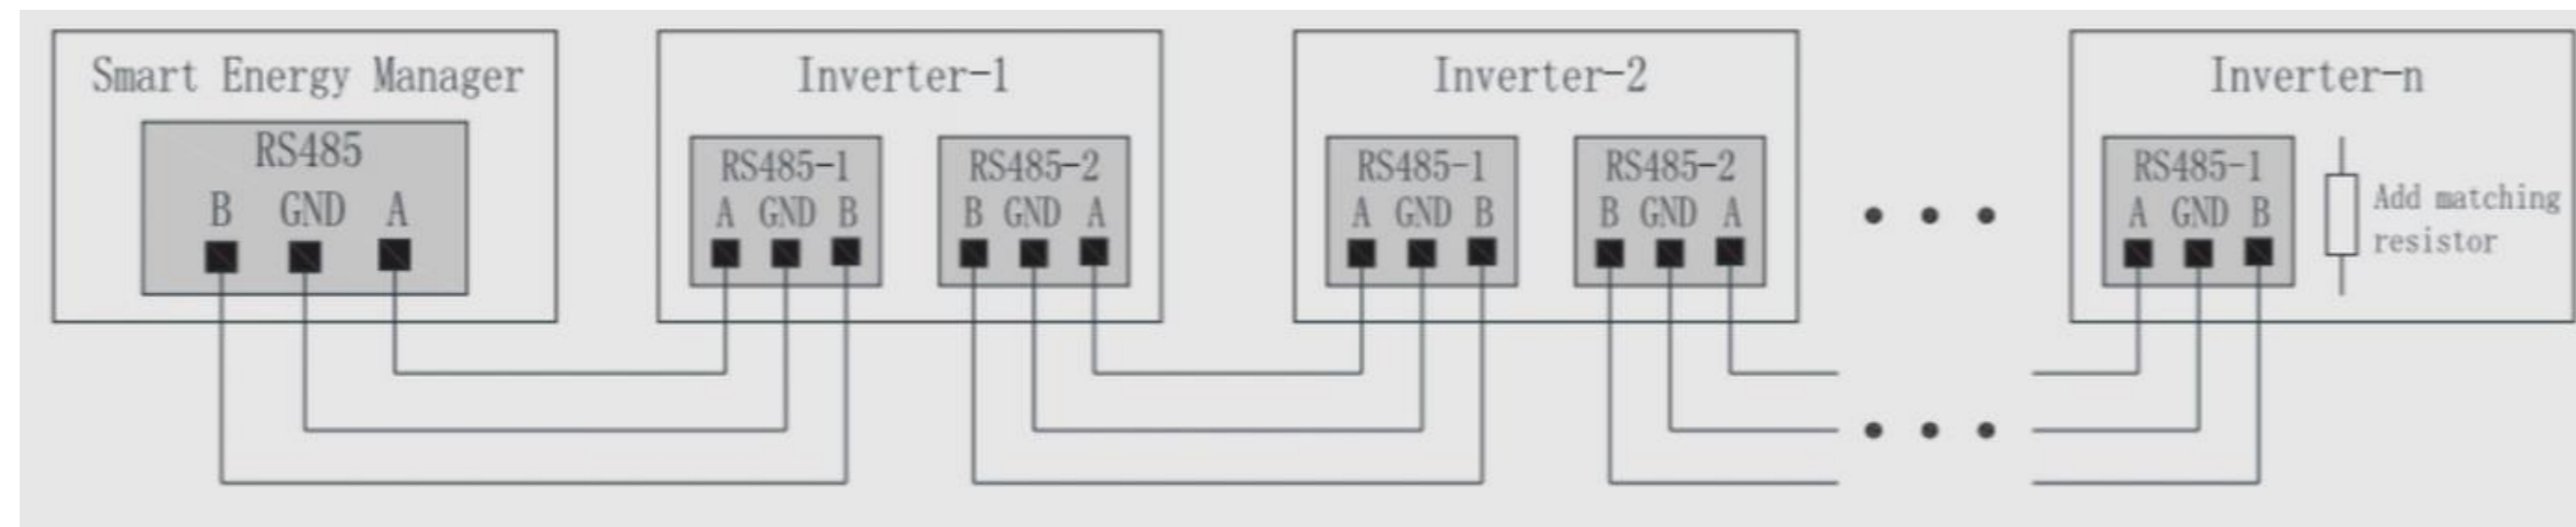 Smart Energy Manager
RS485
B GND A
Inverter-1
RS485-1
A GND B
RS485-2
B GND A
Inverter-2
RS485-1
A GND B
RS485-2
B GND A
Inverter-n
RS485-1
A GND B
Add matching
resistor